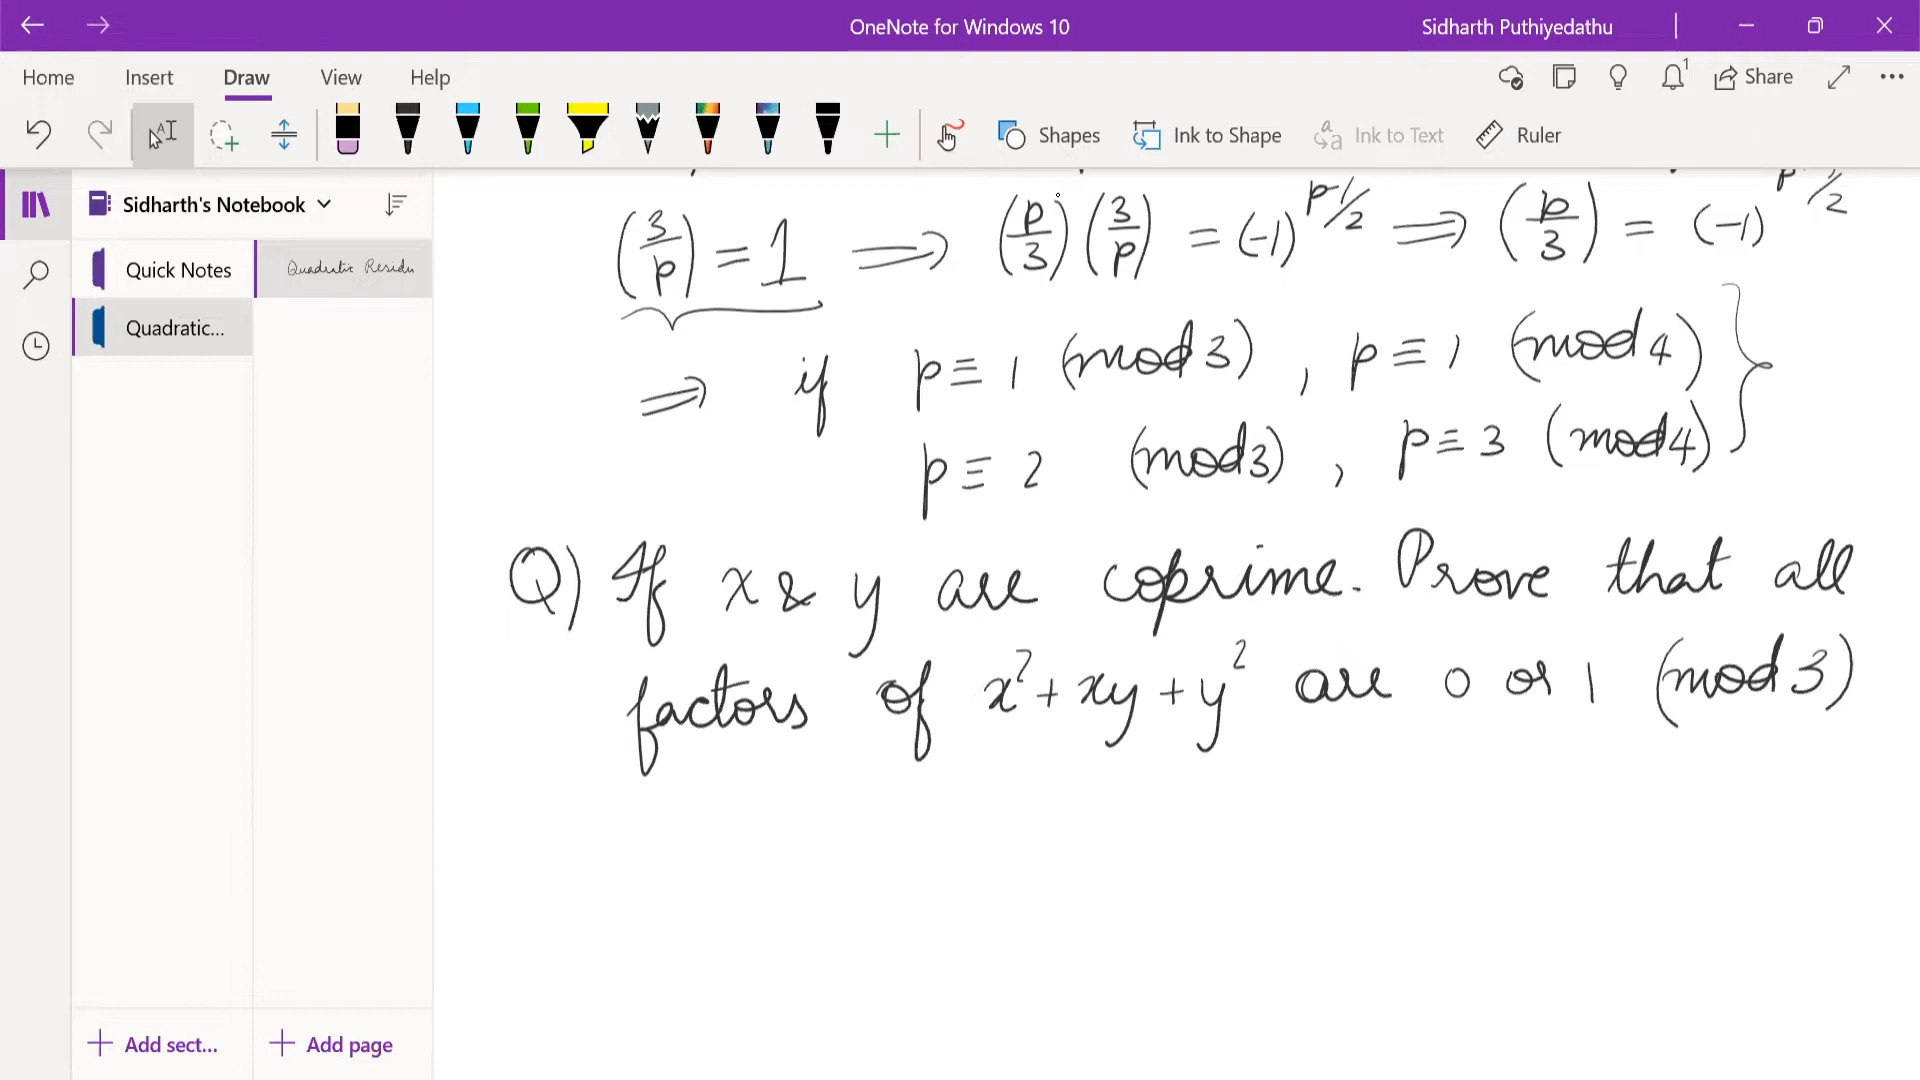 OneNote for Windows 10
Sidharth Puthiyedathu
Home Insert Draw View Help
1
Share
Shapes Ink to Shape Ink to Text Ruler
Sidharth's Notebook
Quick Notes
Quadratic...
Quadratic Residu
(3/p) = 1 ⟹ (p/3)(3/p) = (-1)^{p-1/2} ⟹ (p/3) = (-1)^{p-1/2}
⟹ if p ≡ 1 (mod 3) , p ≡ 1 (mod 4)
p ≡ 2 (mod 3) , p ≡ 3 (mod 4)
Q) If x & y are coprime. Prove that all
factors of x² + xy + y² are 0 or 1 (mod 3)
Add sect...
Add page